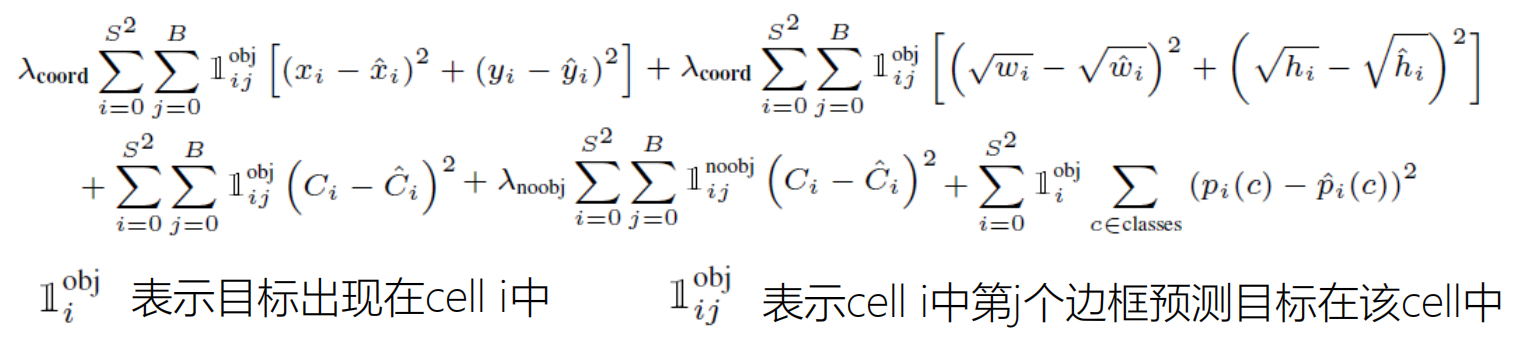 λcoord ∑_{i=0}^{S^2} ∑_{j=0}^{B} 𝟙_{ij}^{obj} [(x_i − x̂_i)^2 + (y_i − ŷ_i)^2] + λcoord ∑_{i=0}^{S^2} ∑_{j=0}^{B} 𝟙_{ij}^{obj} [(√w_i − √ŵ_i)^2 + (√h_i − √ĥ_i)^2]
+ ∑_{i=0}^{S^2} ∑_{j=0}^{B} 𝟙_{ij}^{obj} (C_i − Ĉ_i)^2 + λnoobj ∑_{i=0}^{S^2} ∑_{j=0}^{B} 𝟙_{ij}^{noobj} (C_i − Ĉ_i)^2 + ∑_{i=0}^{S^2} 𝟙_{i}^{obj} ∑_{c∈classes} (p_i(c) − p̂_i(c))^2
𝟙_{i}^{obj} 表示目标出现在cell i中 𝟙_{ij}^{obj} 表示cell i中第j个边框预测目标在该cell中